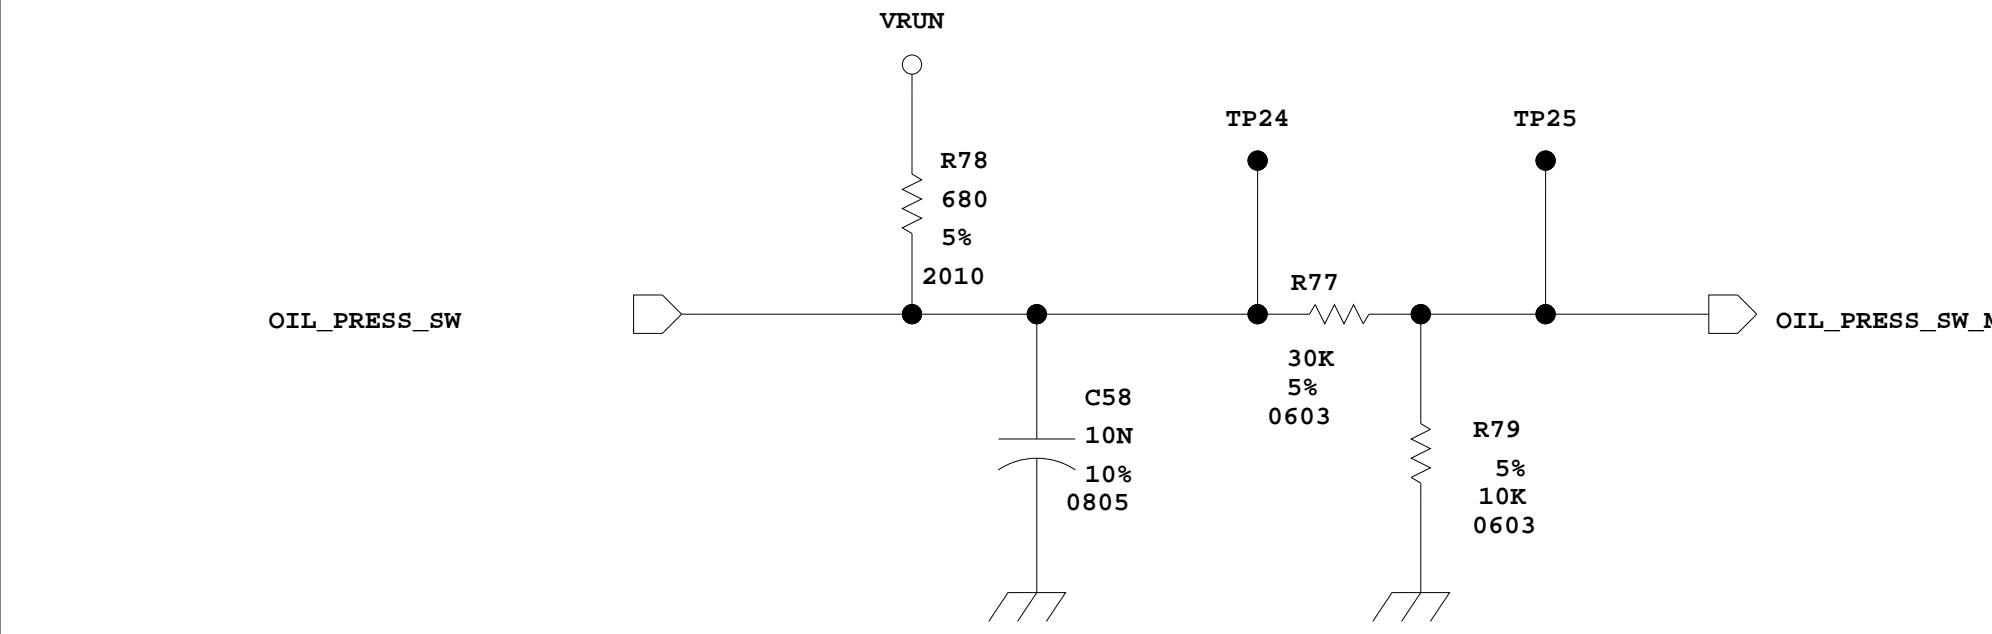 VRUN
TP24
TP25
R78
680
5%
2010
R77
OIL_PRESS_SW
30K
5%
0603
C58
10N
10%
0805
R79
5%
10K
0603